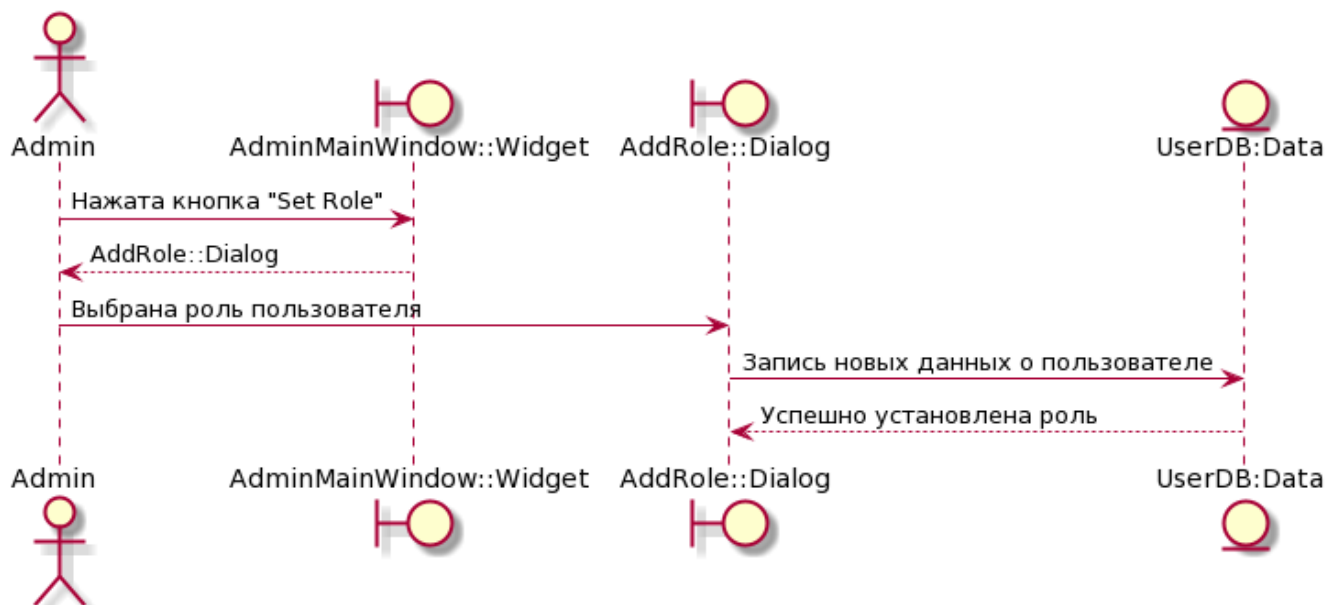 Admin
AdminMainWindow::Widget
AddRole::Dialog
UserDB:Data
Нажата кнопка "Set Role"
AddRole::Dialog
Выбрана роль пользователя
Запись новых данных о пользователе
Успешно установлена роль
Admin
AdminMainWindow::Widget
AddRole::Dialog
UserDB:Data